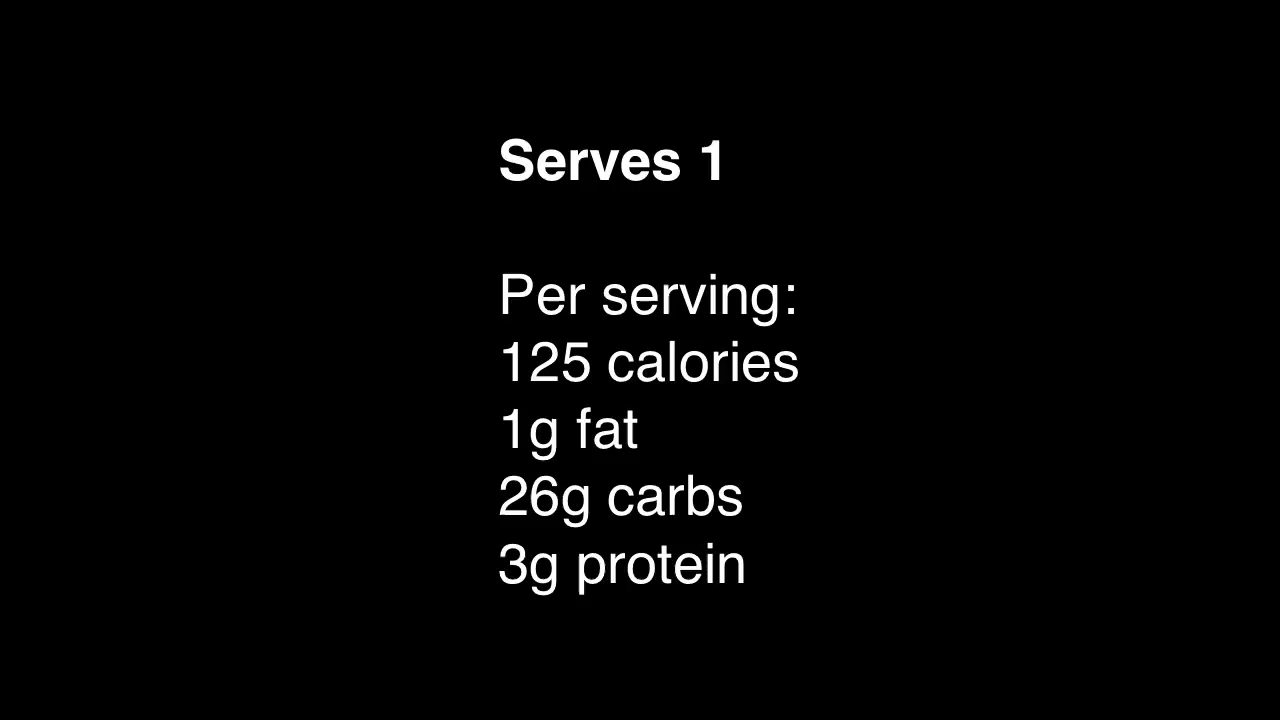 Serves 1
Per serving:
125 calories
1g fat
26g carbs
3g protein